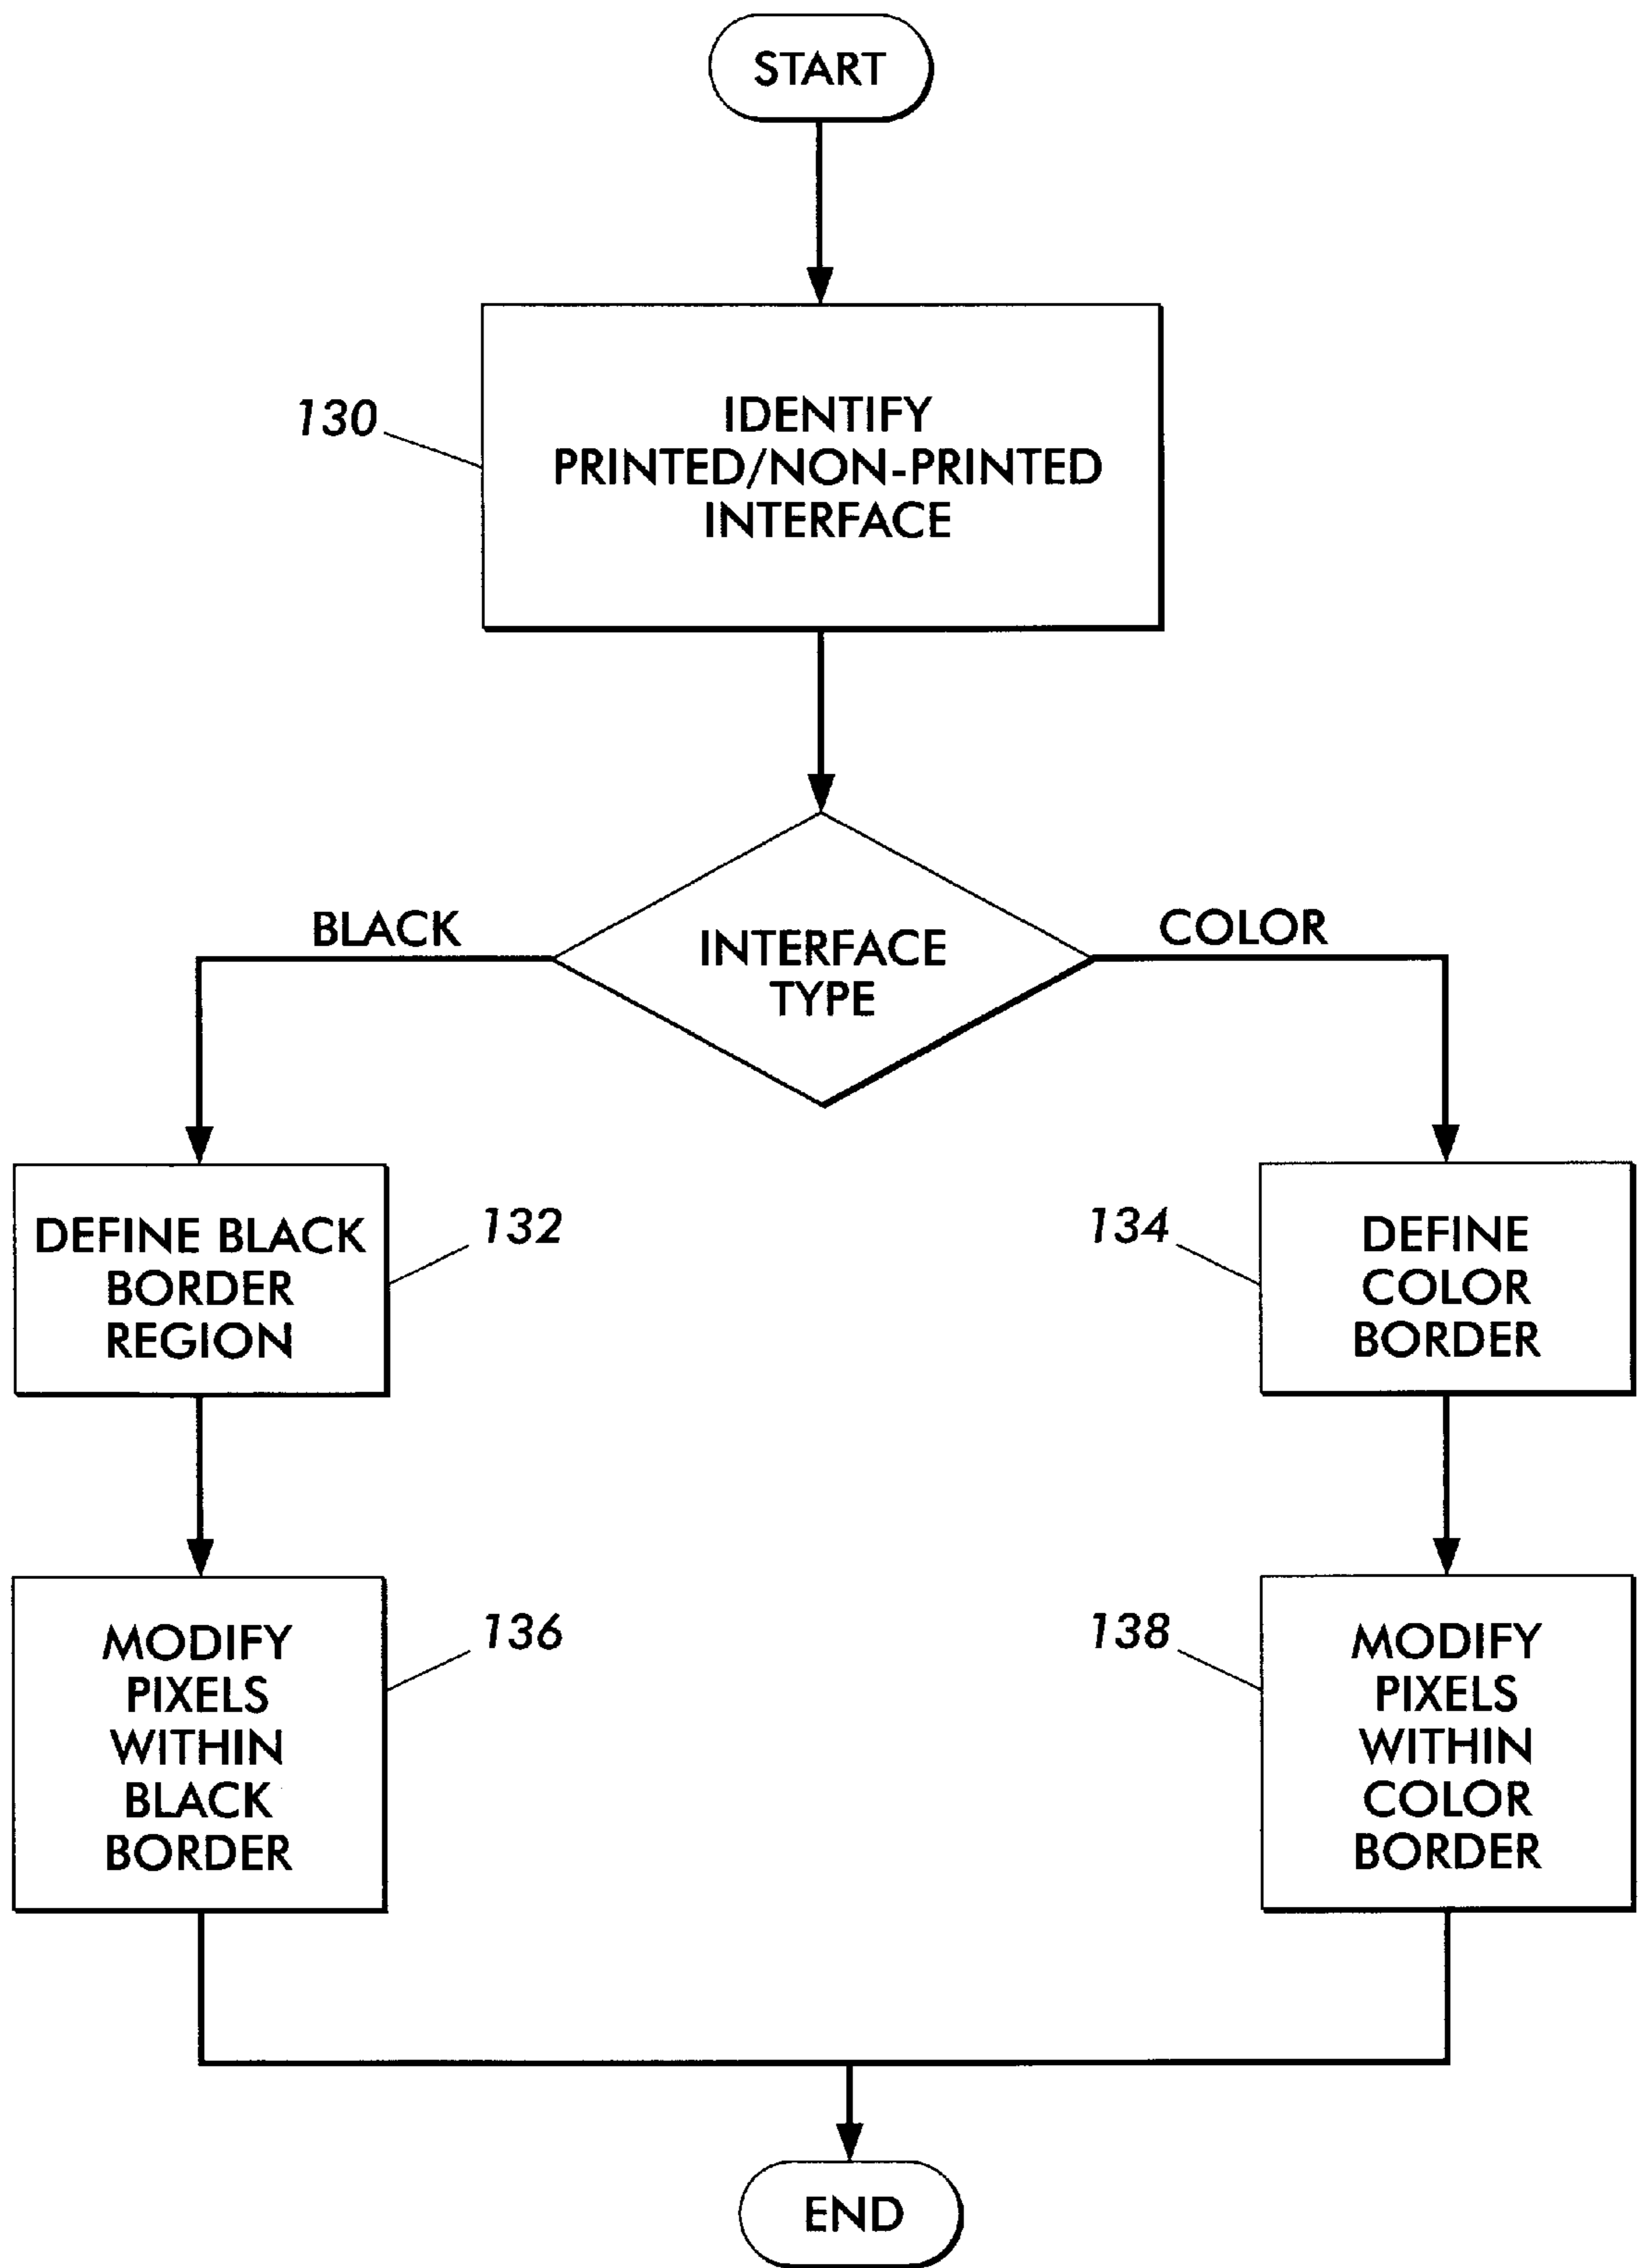 START
130
IDENTIFY
PRINTED/NON-PRINTED
INTERFACE
BLACK
INTERFACE
TYPE
COLOR
DEFINE BLACK
BORDER
REGION
132
134
DEFINE
COLOR
BORDER
MODIFY
PIXELS
WITHIN
BLACK
BORDER
136
138
MODIFY
PIXELS
WITHIN
COLOR
BORDER
END